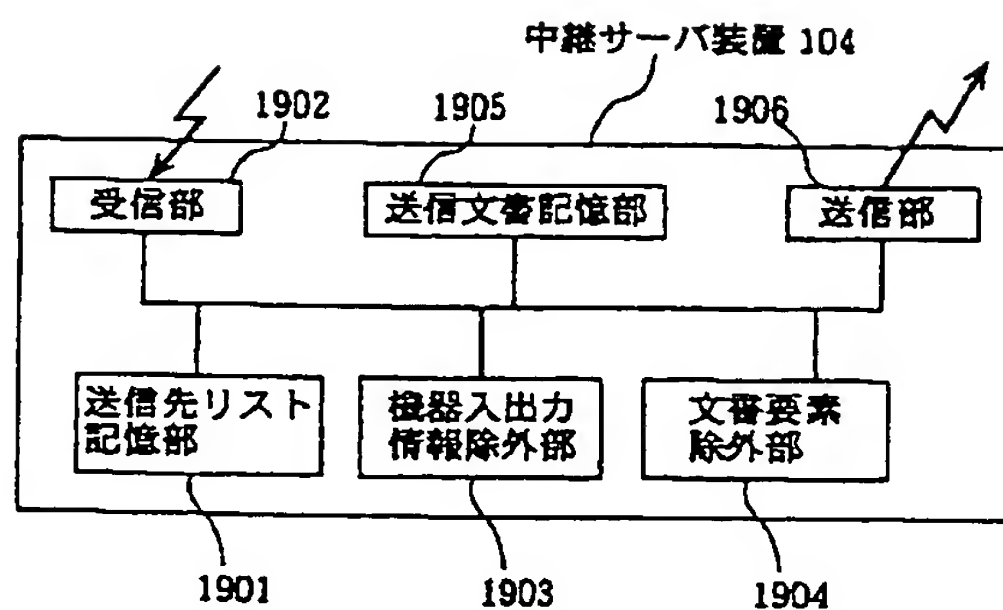 中継サーバ装置 104
1902
1905
1906
受信部
送信文書記憶部
送信部
送信先リスト
記憶部
機器入出力
情報除外部
文書要素
除外部
1901
1903
1904